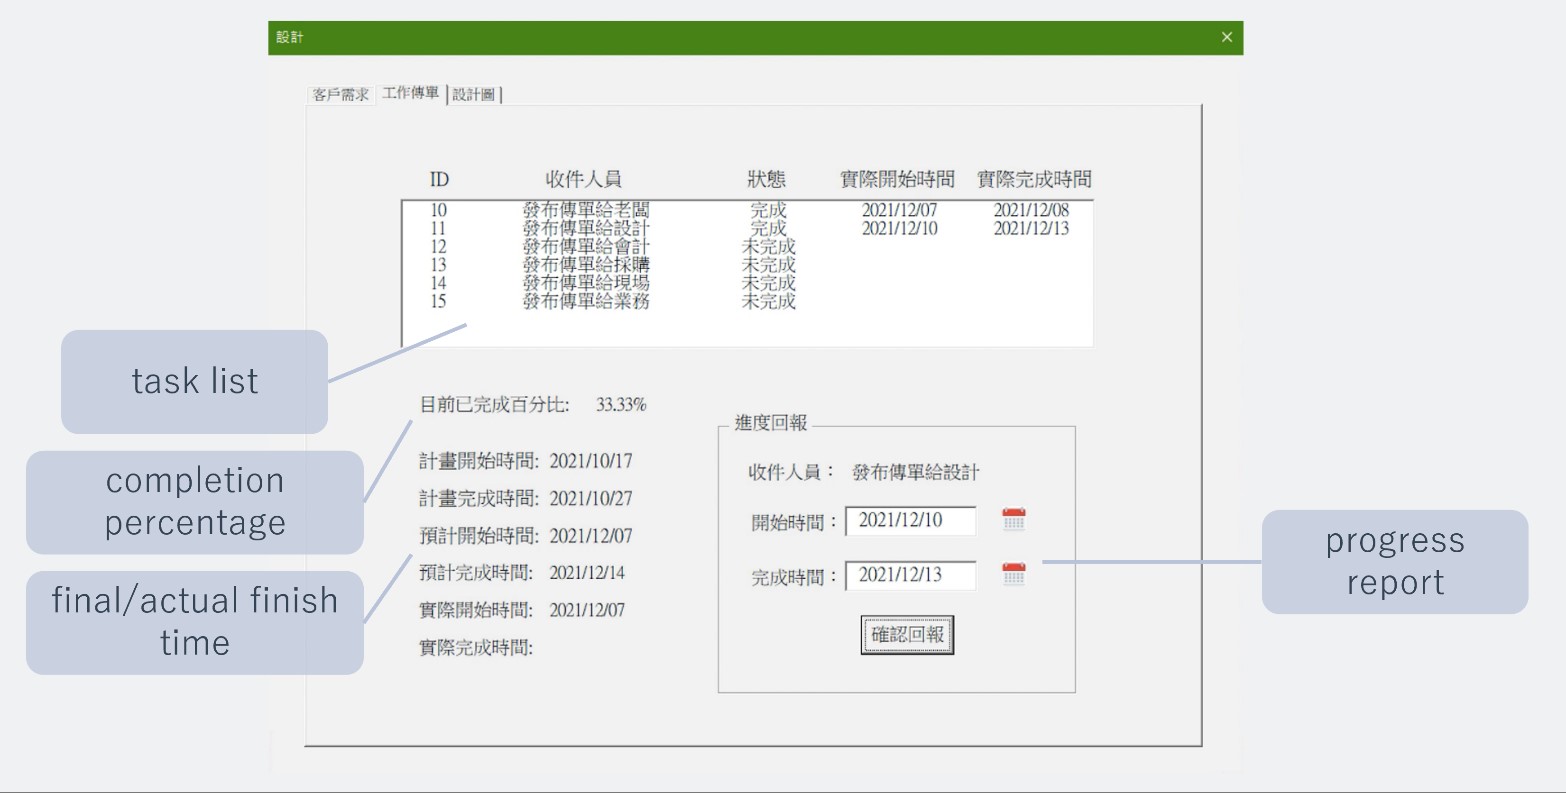 設計
客戶需求 工作傳單 設計圖
ID 收件人員 狀態 實際開始時間 實際完成時間
10 發布傳單給老闆 完成 2021/12/07 2021/12/08
11 發布傳單給設計 完成 2021/12/10 2021/12/13
12 發布傳單給會計 未完成
13 發布傳單給採購 未完成
14 發布傳單給現場 未完成
15 發布傳單給業務 未完成
task list
目前已完成百分比: 33.33%
completion
percentage
計畫開始時間: 2021/10/17
計畫完成時間: 2021/10/27
預計開始時間: 2021/12/07
預計完成時間: 2021/12/14
實際開始時間: 2021/12/07
實際完成時間:
final/actual finish
time
進度回報
收件人員： 發布傳單給設計
開始時間： 2021/12/10
完成時間： 2021/12/13
確認回報
progress
report